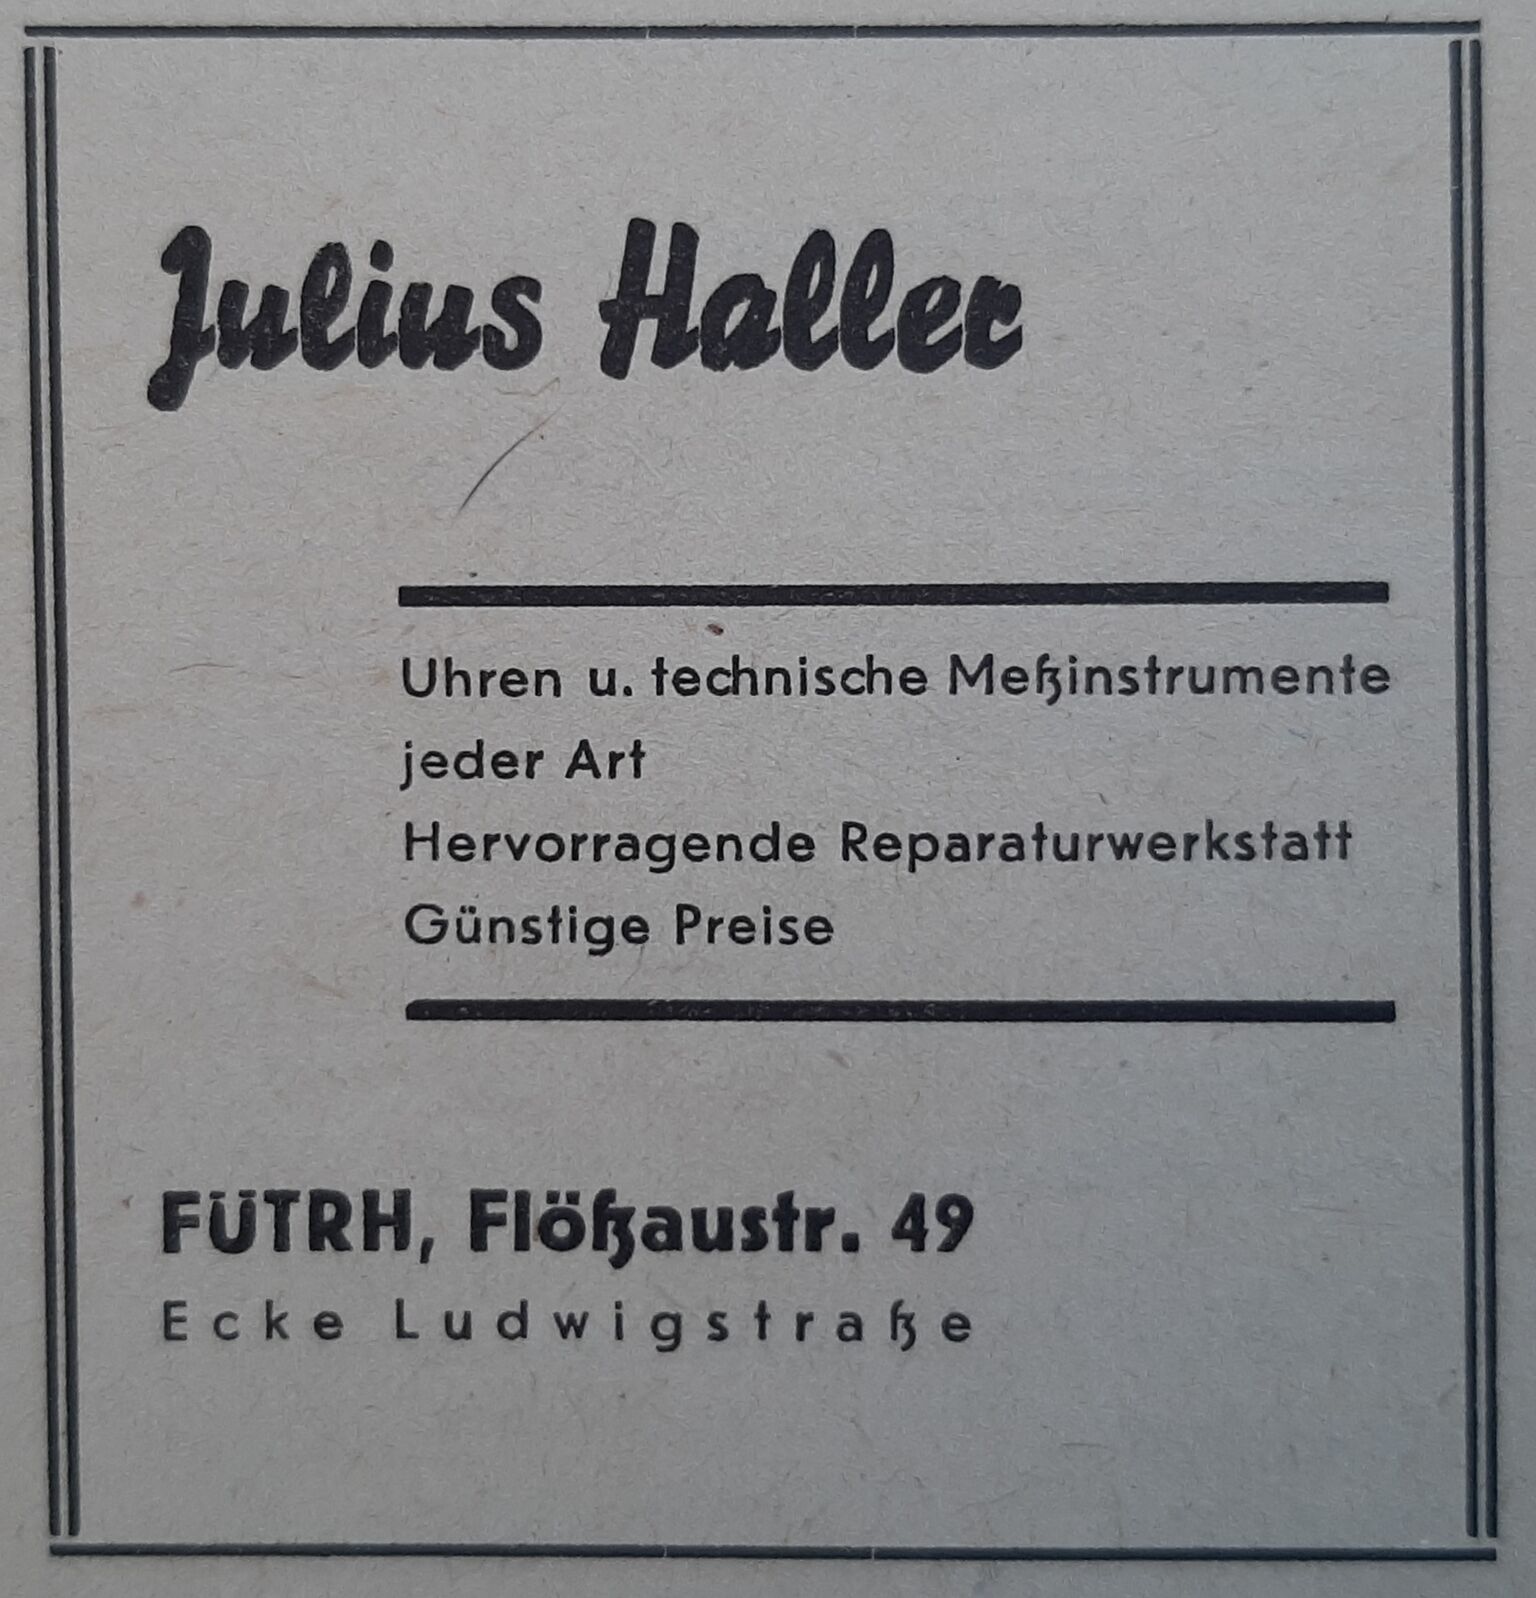 Julius Haller
Uhren u. technische Meßinstrumente
jeder Art
Hervorragende Reparaturwerkstatt
Günstige Preise
FÜTRH, Flößaustr. 49
Ecke Ludwigstraße